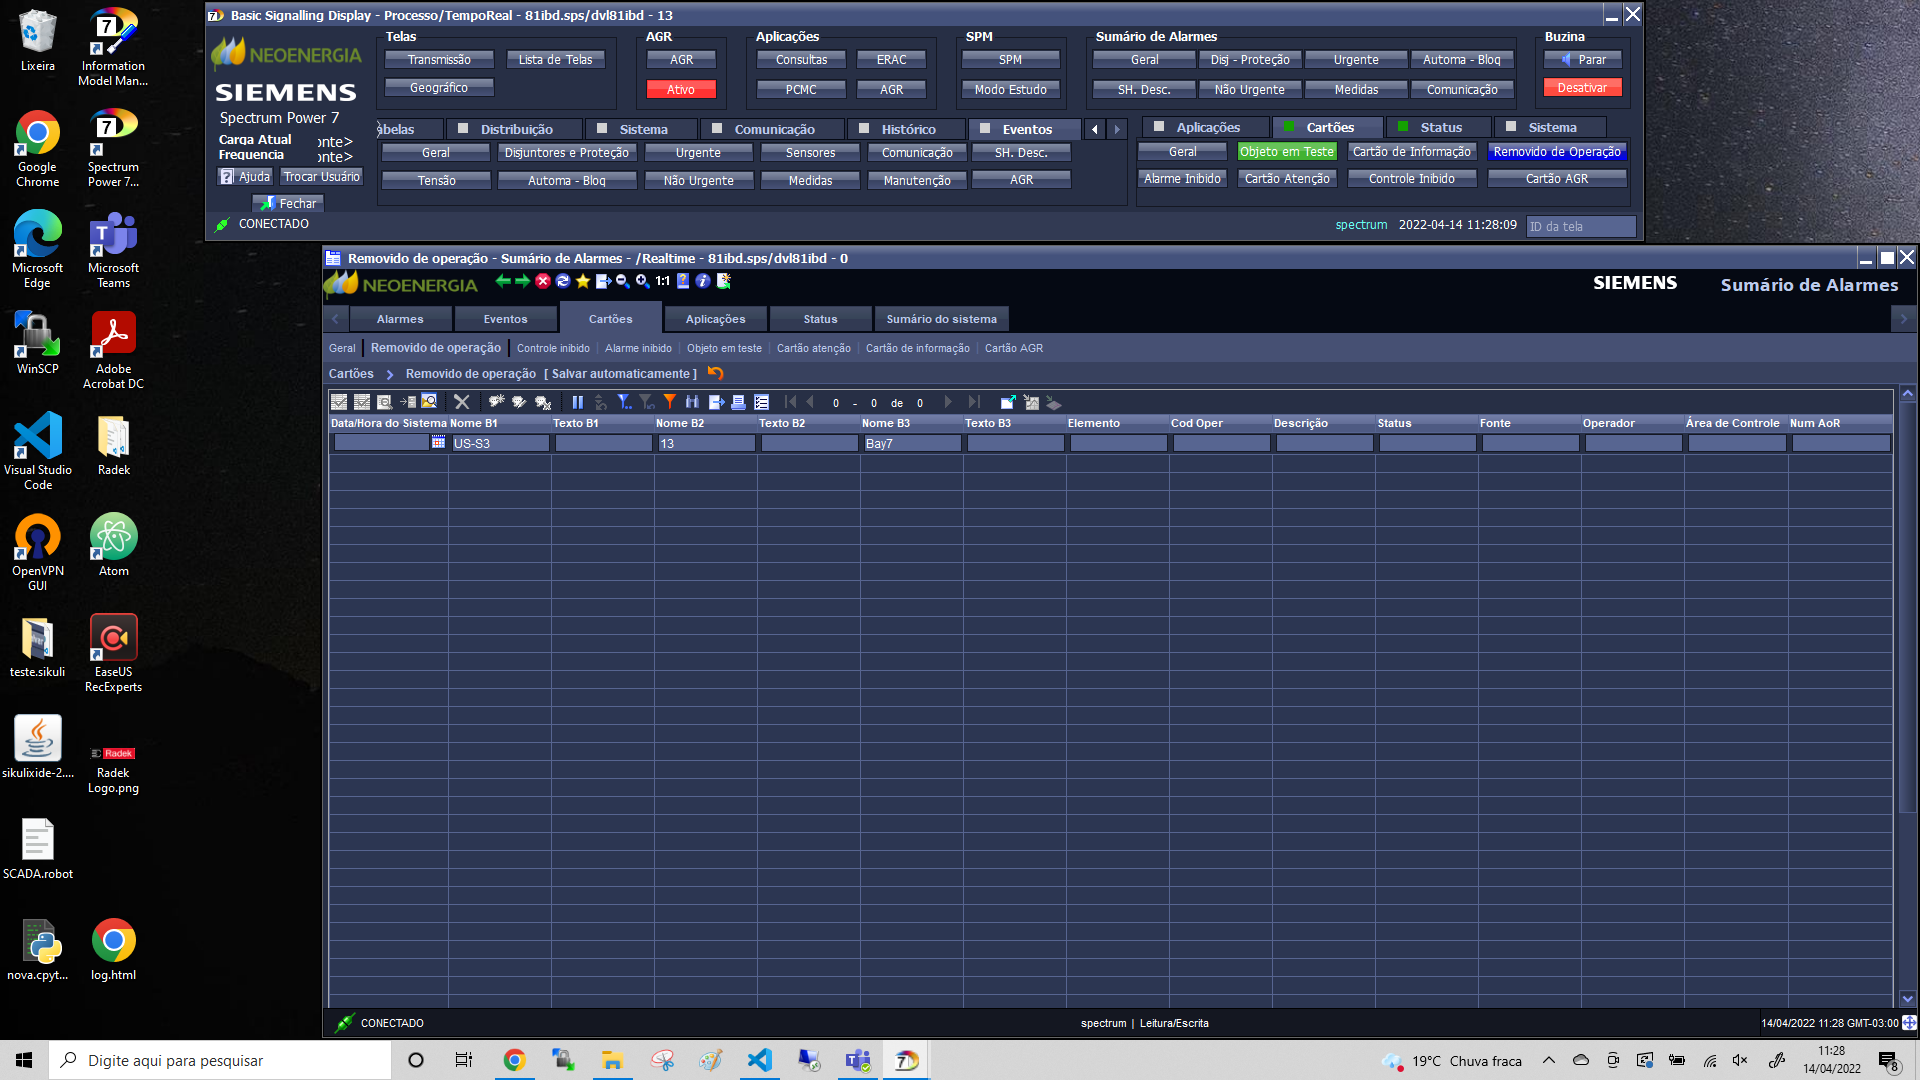 Basic Signalling Display - Processo/TempoReal - 81ibd.sps/dvl81ibd - 13
NEOENERGIA
SIEMENS
Spectrum Power 7
Carga Atual
Frequencia
onte>
onte>
Ajuda
Trocar Usuário
Fechar
CONECTADO
Telas
Transmissão
Lista de Telas
Geográfico
AGR
AGR
Ativo
Aplicações
Consultas
ERAC
PCMC
AGR
SPM
SPM
Modo Estudo
Sumário de Alarmes
Geral
Disj - Proteção
Urgente
Automa - Bloq
SH. Desc.
Não Urgente
Medidas
Comunicação
Buzina
Parar
Desativar
abelas
Distribuição
Sistema
Comunicação
Histórico
Eventos
Geral
Disjuntores e Proteção
Urgente
Sensores
Comunicação
SH. Desc.
Tensão
Automa - Bloq
Não Urgente
Medidas
Manutenção
AGR
Aplicações
Cartões
Status
Sistema
Geral
Objeto em Teste
Cartão de Informação
Removido de Operação
Alarme Inibido
Cartão Atenção
Controle Inibido
Cartão AGR
spectrum
2022-04-14 11:28:09
ID da tela
Removido de operação - Sumário de Alarmes - /Realtime - 81ibd.sps/dvl81ibd - 0
NEOENERGIA
1:1
SIEMENS
Sumário de Alarmes
Alarmes
Eventos
Cartões
Aplicações
Status
Sumário do sistema
Geral
Removido de operação
Controle inibido
Alarme inibido
Objeto em teste
Cartão atenção
Cartão de informação
Cartão AGR
Cartões > Removido de operação [ Salvar automaticamente ]
0 - 0 de 0
Data/Hora do Sistema Nome B1 Texto B1 Nome B2 Texto B2 Nome B3 Texto B3 Elemento Cod Oper Descrição Status Fonte Operador Área de Controle Num AoR
US-S3 13 Bay7
CONECTADO
spectrum | Leitura/Escrita
14/04/2022 11:28 GMT-03:00
Lixeira
Information
Model Man...
Google
Chrome
Spectrum
Power 7...
Microsoft
Edge
Microsoft
Teams
WinSCP
Adobe
Acrobat DC
Visual Studio
Code
Radek
OpenVPN
GUI
Atom
teste.sikuli
EaseUS
RecExperts
sikulixide-2....
Radek
Radek
Logo.png
SCADA.robot
nova.cpyt...
log.html
Digite aqui para pesquisar
19°C Chuva fraca
11:28
14/04/2022
8